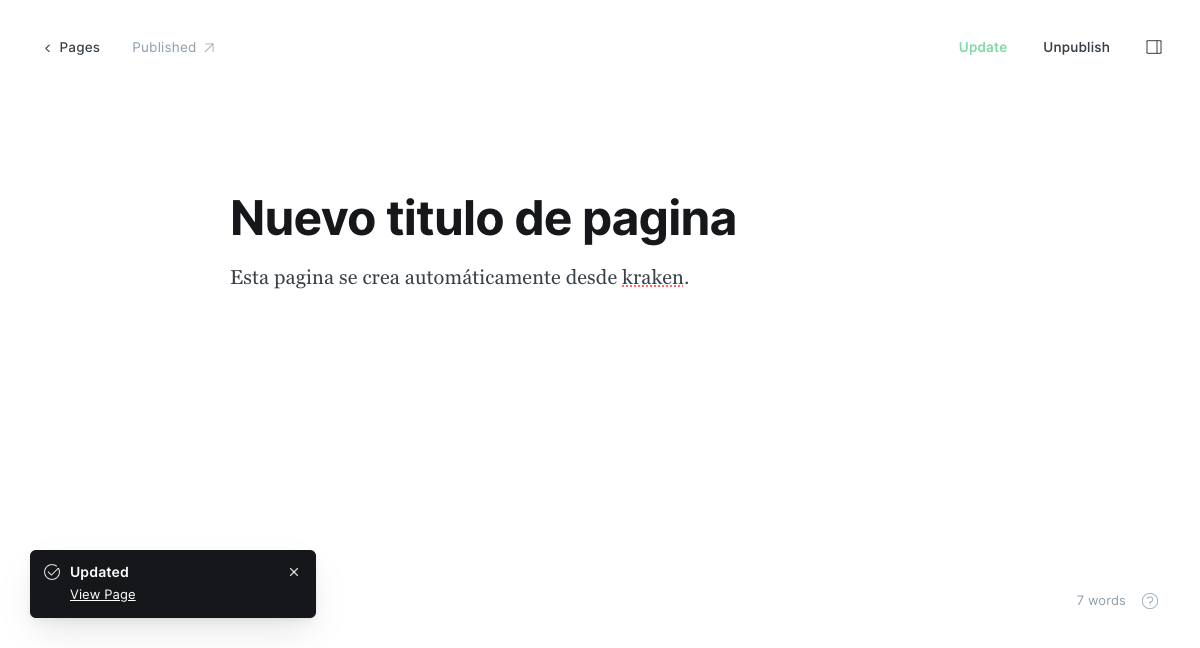 Pages
Published
Update
Unpublish
Nuevo titulo de pagina
Esta pagina se crea automáticamente desde kraken.
Updated
View Page
7 words